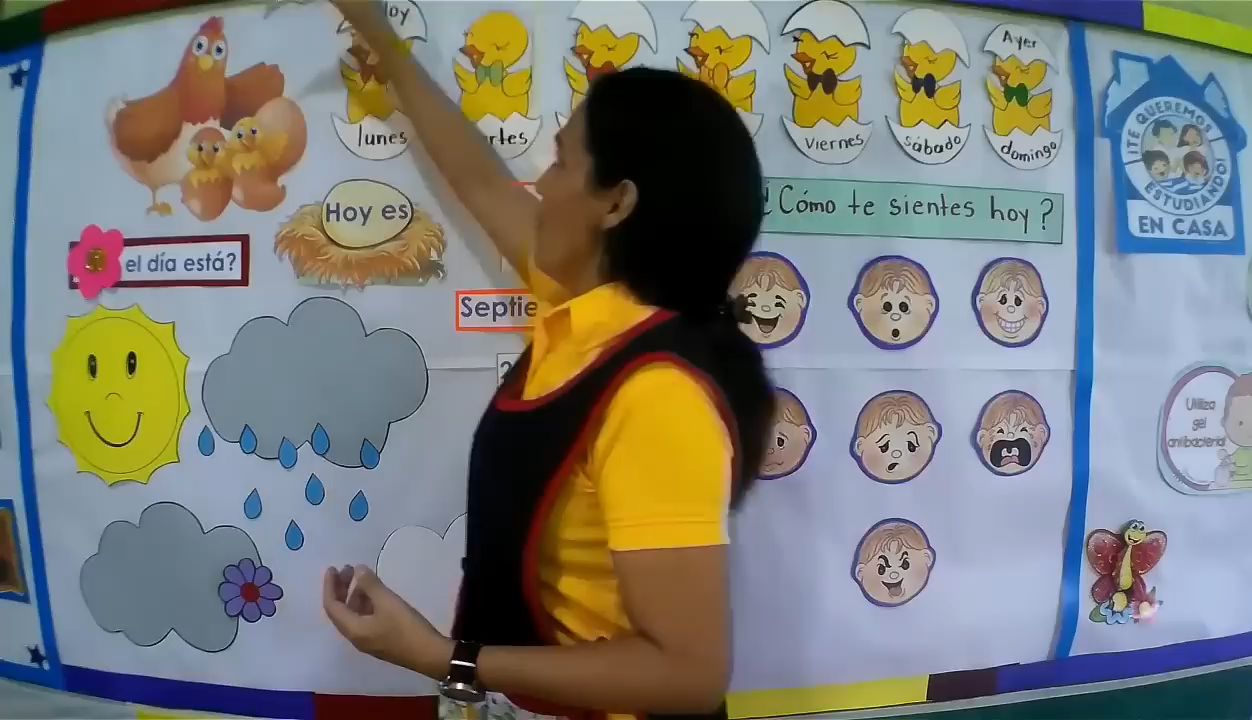 Hoy
Ayer
lunes
rtes
viernes
sábado
domingo
Hoy es
¿Cómo te sientes hoy?
el día está?
Septie
¡TE QUEREMOS
ESTUDIANDO!
EN CASA
Utiliza
gel
antibacterial